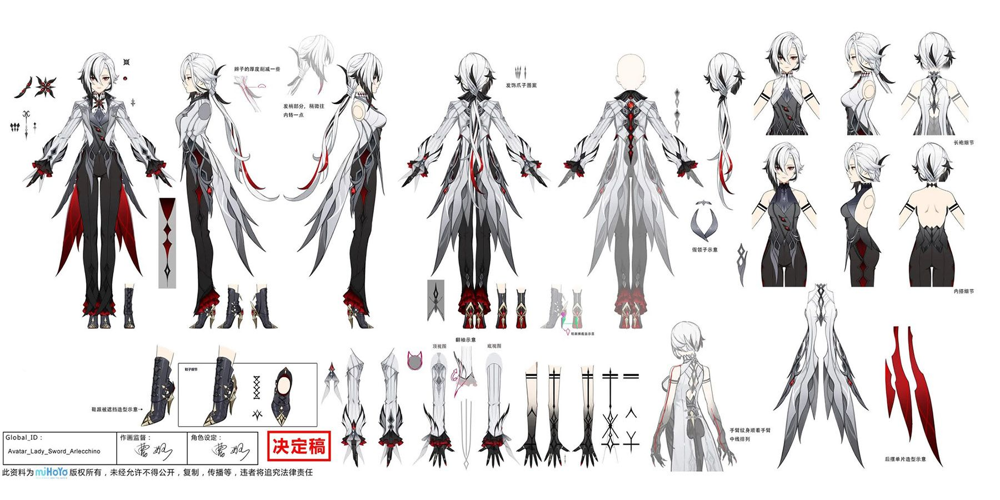 辫子的厚度削减一些
发梢部分，稍微往
内转一点
发饰爪子图案
长袍细节
假领子示意
内搭细节
鞋跟横截面示意
翻袖示意
顶视图
底视图
鞋子细节
鞋跟被遮挡造型示意→
手臂纹身顺着手臂
中线排列
后摆单片造型示意
Global_ID：
Avatar_Lady_Sword_Arlecchino
作画监督：
角色设定：
决定稿
此资料为 miHoYo 版权所有，未经允许不得公开，复制，传播等，违者将追究法律责任